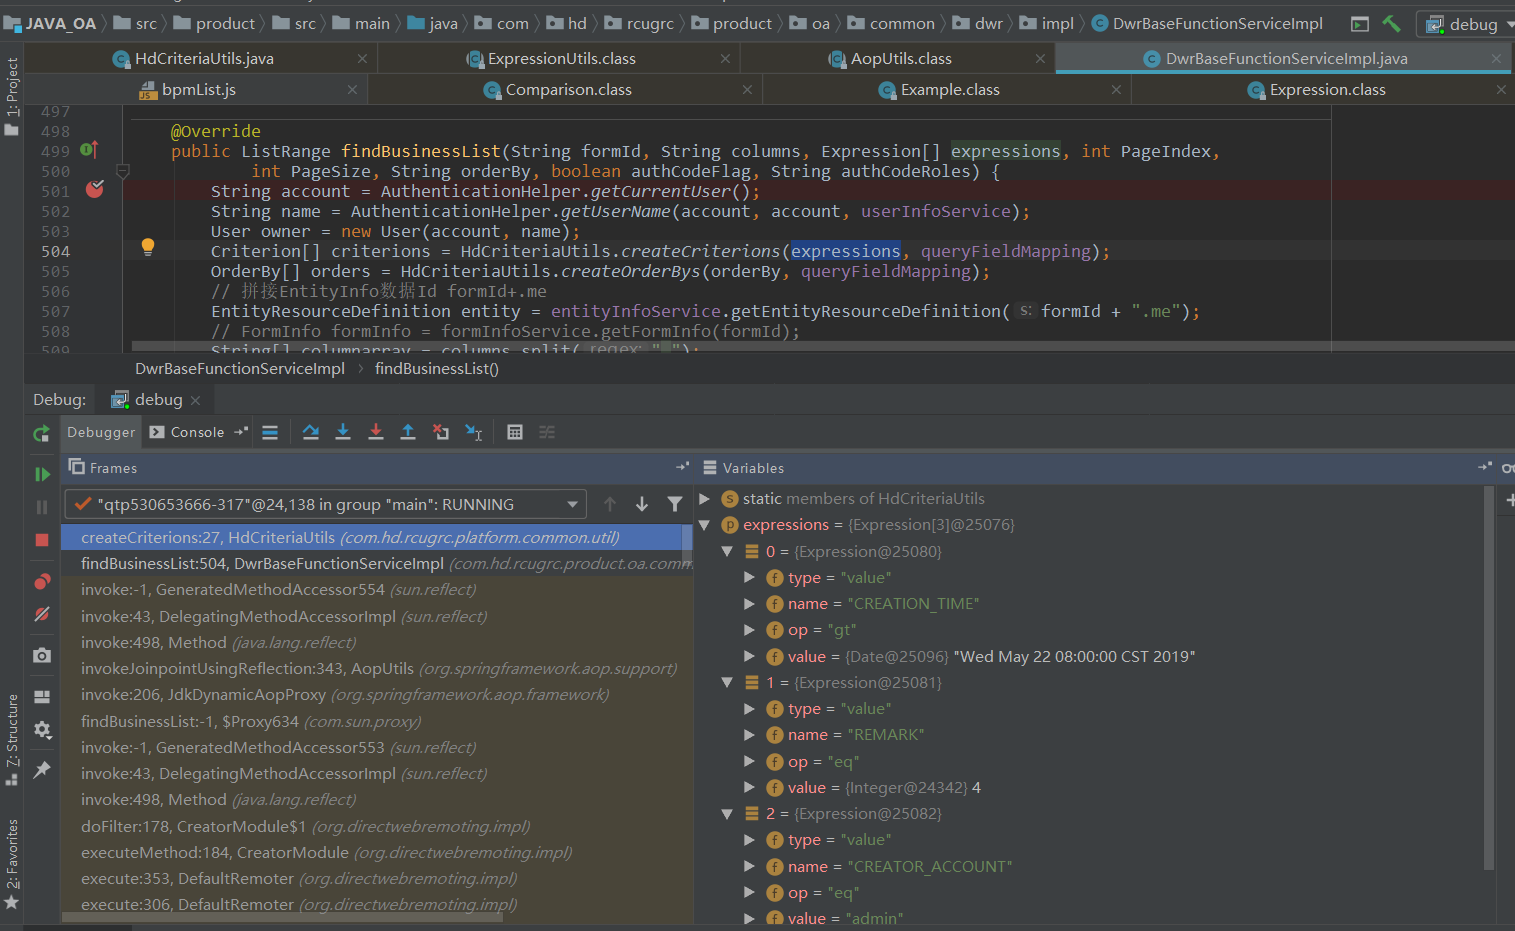 JAVA_OA src product src main java com hd rcugrc product oa common dwr impl DwrBaseFunctionServiceImpl debug
HdCriteriaUtils.java ExpressionUtils.class AopUtils.class DwrBaseFunctionServiceImpl.java
bpmList.js Comparison.class Example.class Expression.class
1: Project
497
498 @Override
499 public ListRange findBusinessList(String formId, String columns, Expression[] expressions, int PageIndex,
500 int PageSize, String orderBy, boolean authCodeFlag, String authCodeRoles) {
501 String account = AuthenticationHelper.getCurrentUser();
502 String name = AuthenticationHelper.getUserName(account, account, userInfoService);
503 User owner = new User(account, name);
504 Criterion[] criterions = HdCriteriaUtils.createCriterions(expressions, queryFieldMapping);
505 OrderBy[] orders = HdCriteriaUtils.createOrderBys(orderBy, queryFieldMapping);
506 // 拼接EntityInfo数据Id formId+.me
507 EntityResourceDefinition entity = entityInfoService.getEntityResourceDefinition( s: formId + ".me");
508 // FormInfo formInfo = formInfoService.getFormInfo(formId);
509 String[] columnarray = columns.split( regex:
DwrBaseFunctionServiceImpl findBusinessList()
Debug: debug
Debugger Console
Frames
"qtp530653666-317"@24,138 in group "main": RUNNING
createCriterions:27, HdCriteriaUtils (com.hd.rcugrc.platform.common.util)
findBusinessList:504, DwrBaseFunctionServiceImpl (com.hd.rcugrc.product.oa.comm
invoke:-1, GeneratedMethodAccessor554 (sun.reflect)
invoke:43, DelegatingMethodAccessorImpl (sun.reflect)
invoke:498, Method (java.lang.reflect)
invokeJoinpointUsingReflection:343, AopUtils (org.springframework.aop.support)
invoke:206, JdkDynamicAopProxy (org.springframework.aop.framework)
findBusinessList:-1, $Proxy634 (com.sun.proxy)
invoke:-1, GeneratedMethodAccessor553 (sun.reflect)
invoke:43, DelegatingMethodAccessorImpl (sun.reflect)
invoke:498, Method (java.lang.reflect)
doFilter:178, CreatorModule$1 (org.directwebremoting.impl)
executeMethod:184, CreatorModule (org.directwebremoting.impl)
execute:353, DefaultRemoter (org.directwebremoting.impl)
execute:306, DefaultRemoter (org.directwebremoting.impl)
Variables
static members of HdCriteriaUtils
expressions = {Expression[3]@25076}
0 = {Expression@25080}
type = "value"
name = "CREATION_TIME"
op = "gt"
value = {Date@25096} "Wed May 22 08:00:00 CST 2019"
1 = {Expression@25081}
type = "value"
name = "REMARK"
op = "eq"
value = {Integer@24342} 4
2 = {Expression@25082}
type = "value"
name = "CREATOR_ACCOUNT"
op = "eq"
value = "admin"
7: Structure
2: Favorites